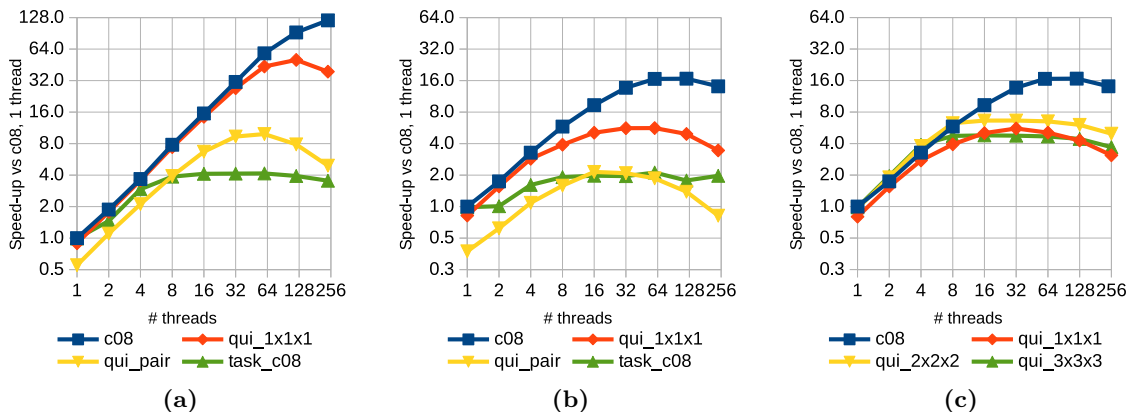 Speed-up vs c08, 1 thread
128.0
64.0
32.0
16.0
8.0
4.0
2.0
1.0
0.5
1 2 4 8 16 32 64 128 256
# threads
c08 qui_1x1x1
qui_pair task_c08
(a)
Speed-up vs c08, 1 thread
64.0
32.0
16.0
8.0
4.0
2.0
1.0
0.5
0.3
1 2 4 8 16 32 64 128 256
# threads
c08 qui_1x1x1
qui_pair task_c08
(b)
Speed-up vs c08, 1 thread
64.0
32.0
16.0
8.0
4.0
2.0
1.0
0.5
0.3
1 2 4 8 16 32 64 128 256
# threads
c08 qui_1x1x1
qui_2x2x2 qui_3x3x3
(c)